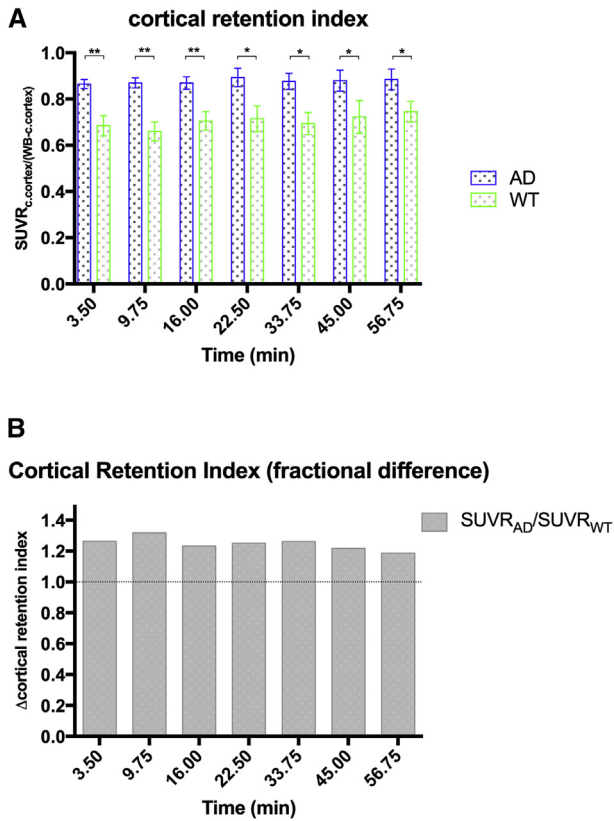 A
cortical retention index
** ** ** * * * *
1.0
0.8
0.6
0.4
0.2
0.0
SUVRc.cortex/(WB-c.cortex)
3.50 9.75 16.00 22.50 33.75 45.00 56.75
Time (min)
AD
WT
B
Cortical Retention Index (fractional difference)
1.4
1.2
1.0
0.8
0.6
0.4
0.2
0.0
Δcortical retention index
3.50 9.75 16.00 22.50 33.75 45.00 56.75
Time (min)
SUVRAD/SUVRWT